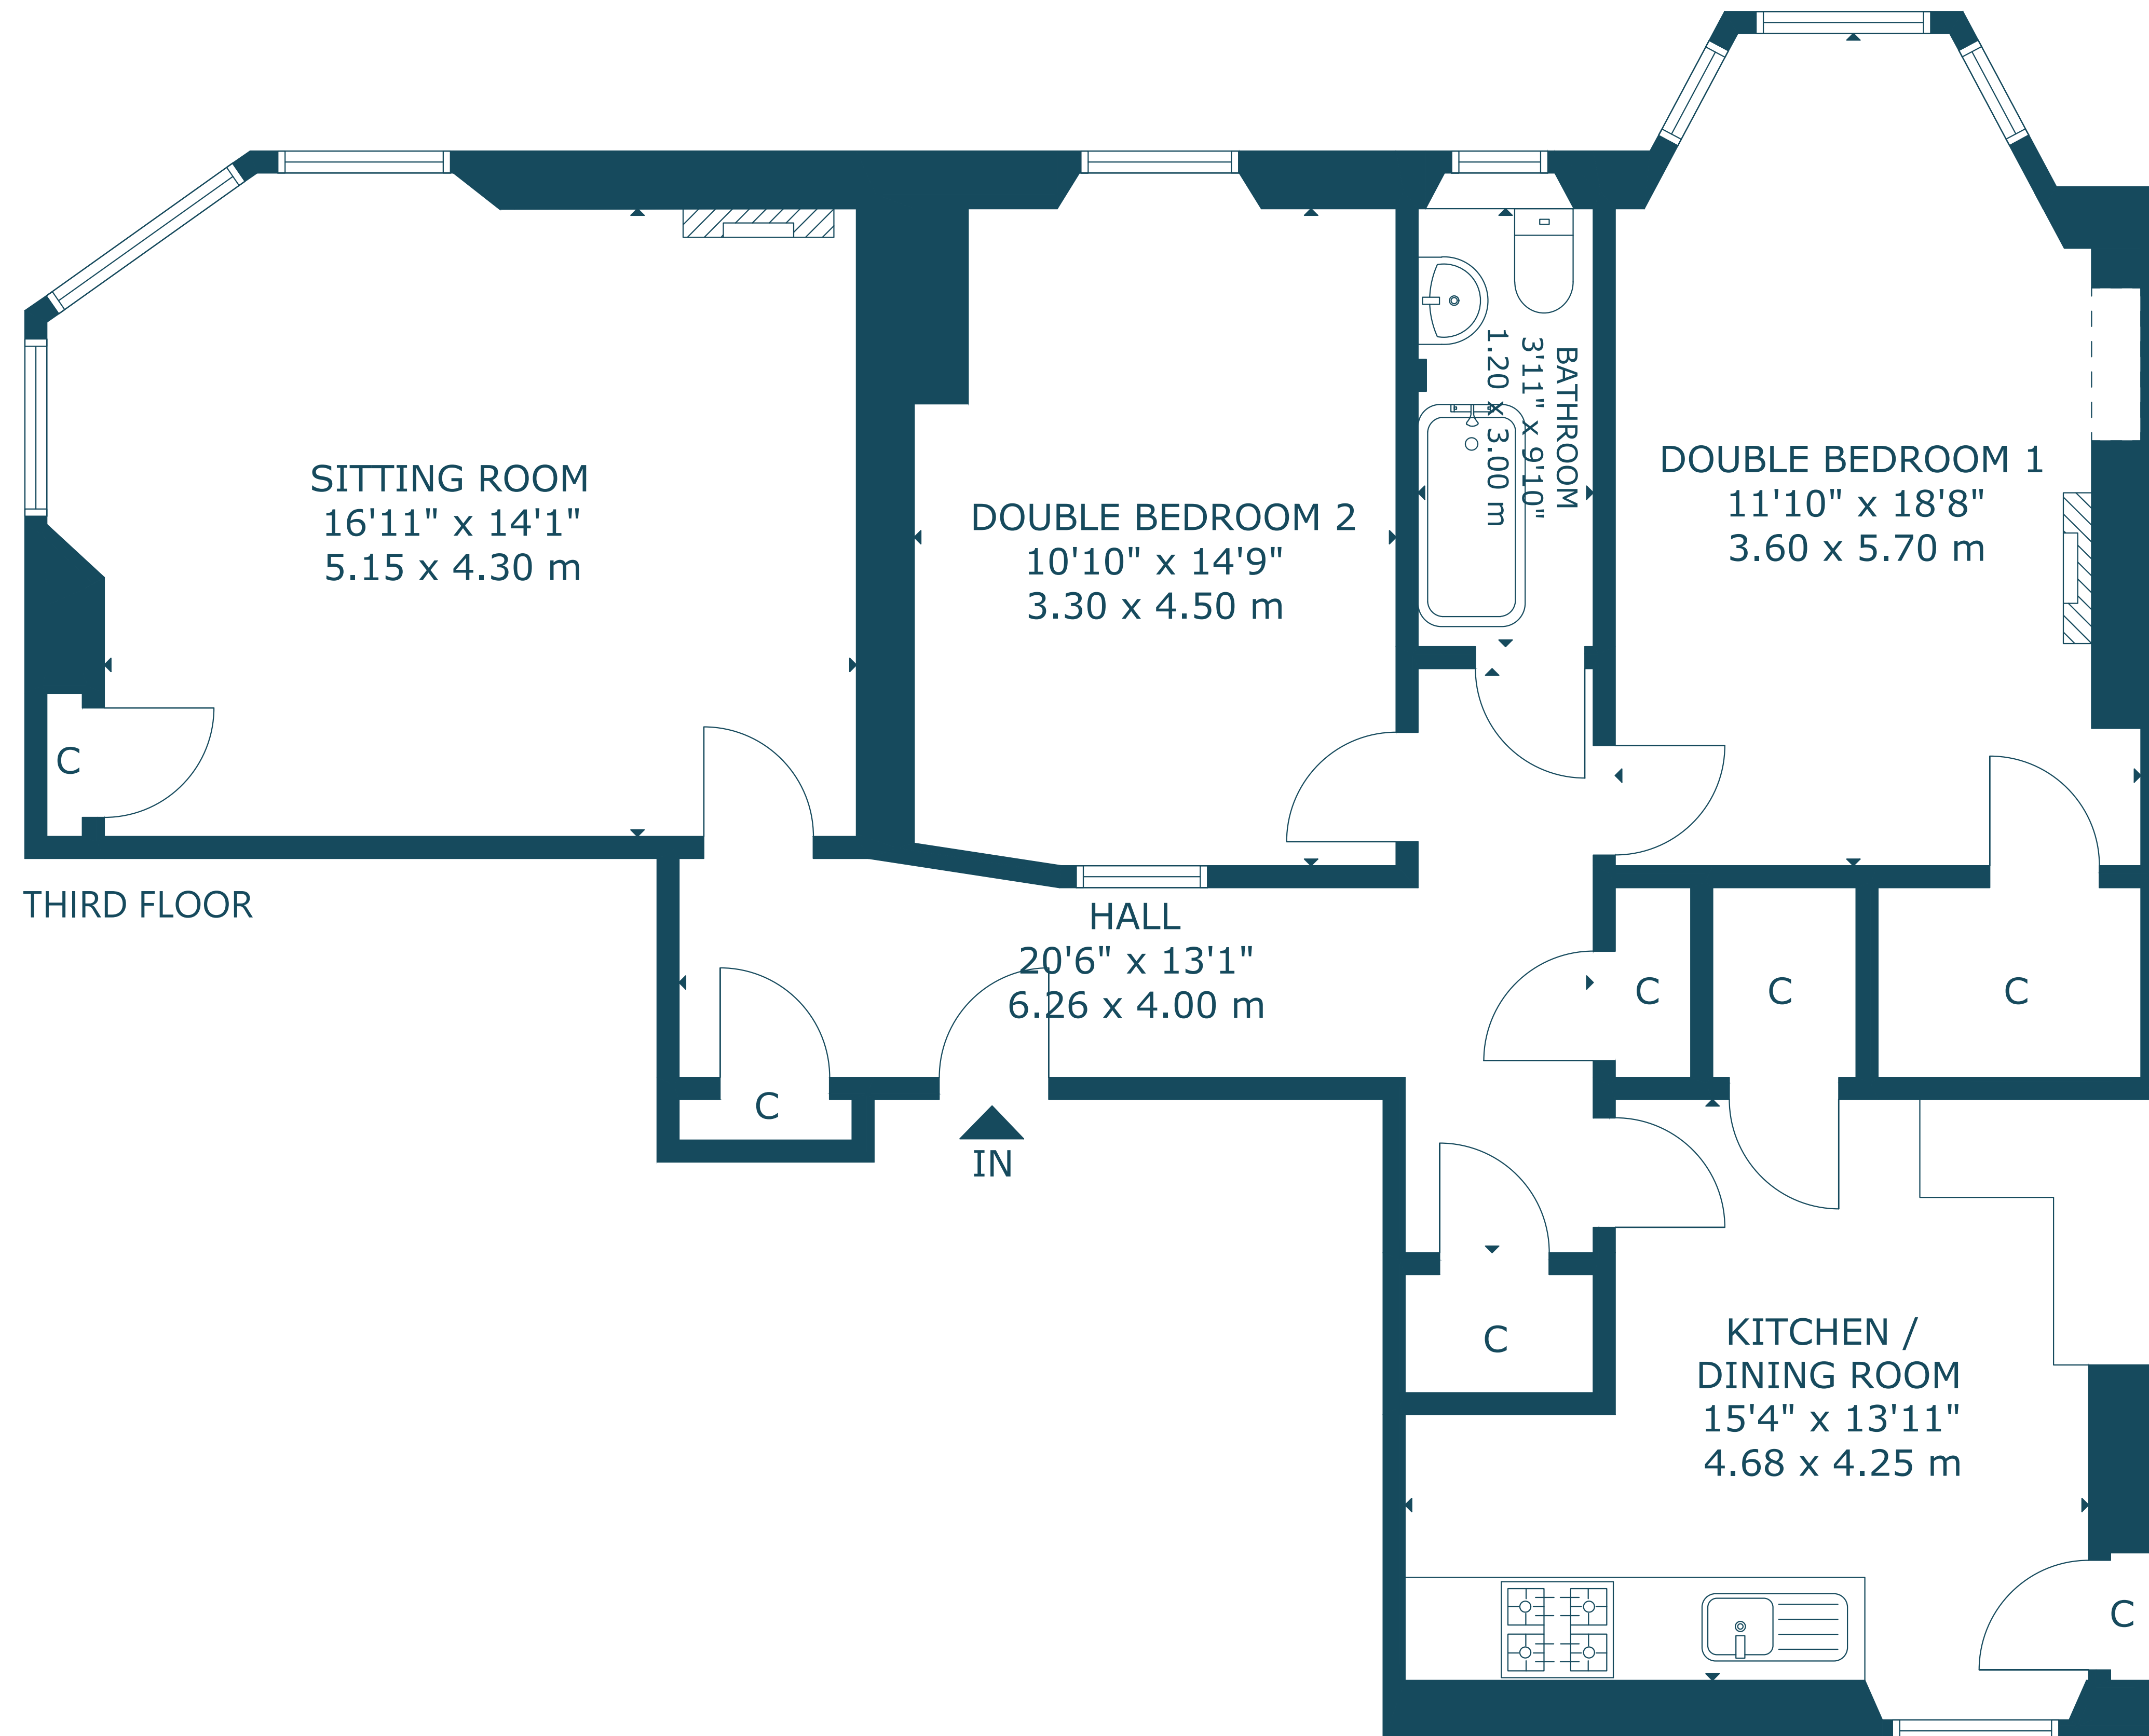 SITTING ROOM
16'11" x 14'1"
5.15 x 4.30 m
DOUBLE BEDROOM 2
10'10" x 14'9"
3.30 x 4.50 m
BATHROOM
3'11" x 9'10"
1.20 x 3.00 m
DOUBLE BEDROOM 1
11'10" x 18'8"
3.60 x 5.70 m
C
THIRD FLOOR
HALL
20'6" x 13'1"
6.26 x 4.00 m
C
C
C
C
IN
C
KITCHEN /
DINING ROOM
15'4" x 13'11"
4.68 x 4.25 m
C